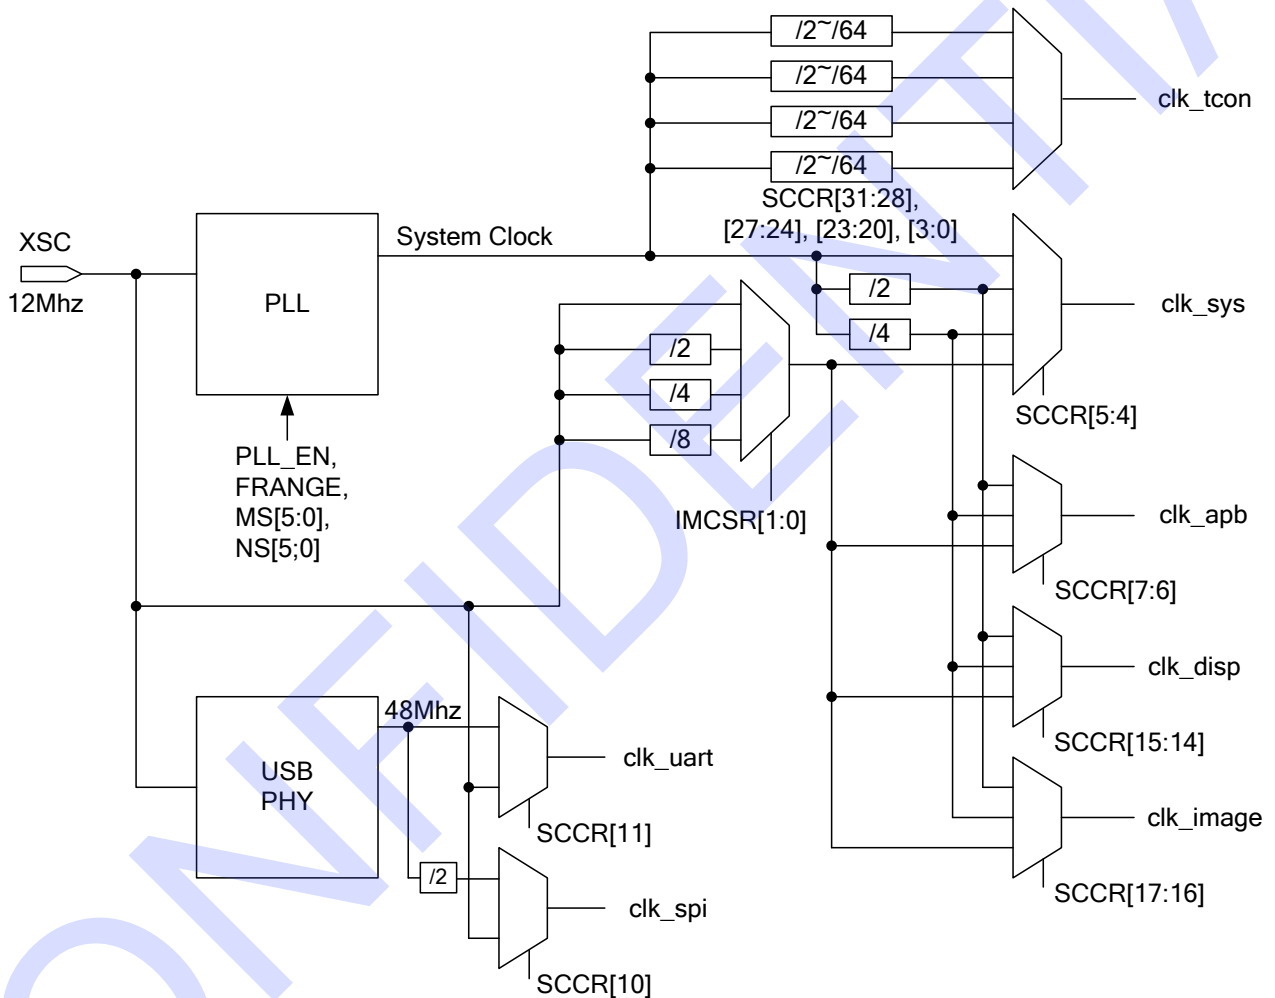 /2~/64
/2~/64
clk_tcon
/2~/64
/2~/64
SCCR[31:28],
[27:24], [23:20], [3:0]
XSC
System Clock
12Mhz
PLL
/2
clk_sys
/4
/2
/4
/8
SCCR[5:4]
PLL_EN,
FRANGE,
MS[5:0],
NS[5;0]
IMCSR[1:0]
clk_apb
SCCR[7:6]
clk_disp
48Mhz
SCCR[15:14]
USB
PHY
clk_uart
clk_image
SCCR[11]
/2
SCCR[17:16]
clk_spi
SCCR[10]
ONFIDENTIA